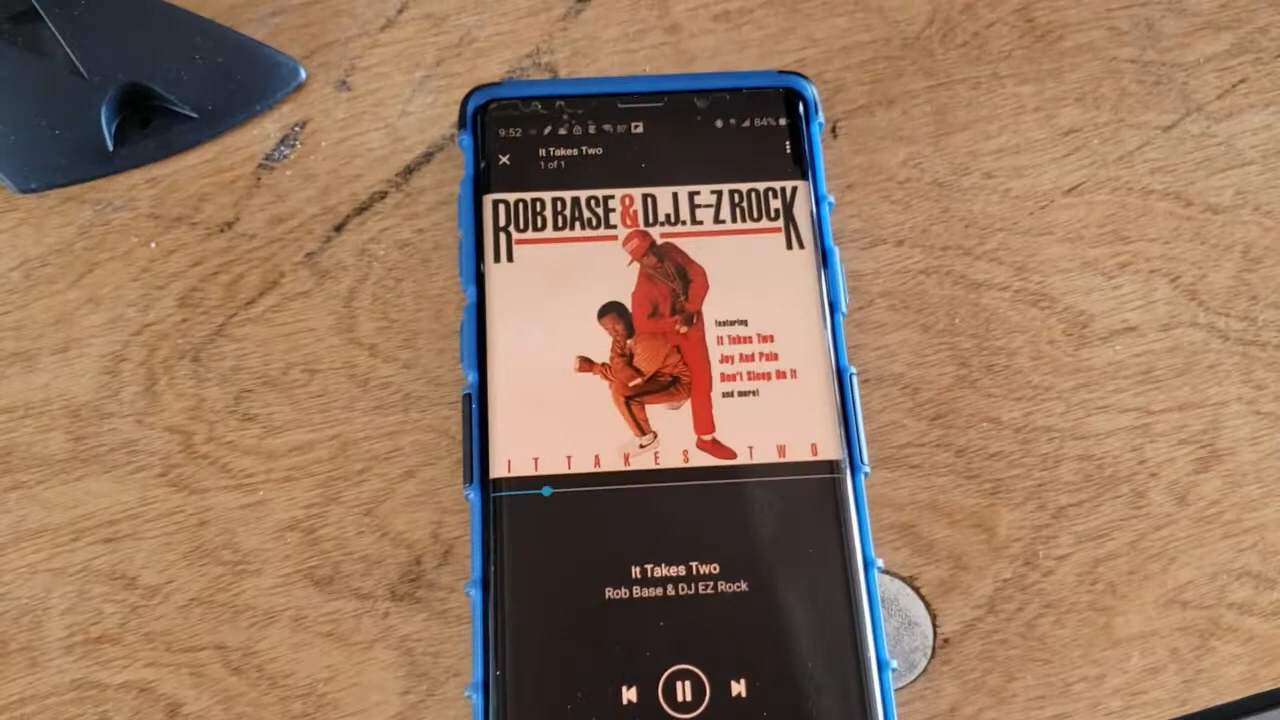 9:52
84%
It Takes Two
1 of 1
ROB BASE & D.J. E-Z ROCK
featuring
It Takes Two
Joy And Pain
Don't Sleep On It
and more!
IT TAKES TWO
It Takes Two
Rob Base & DJ EZ Rock